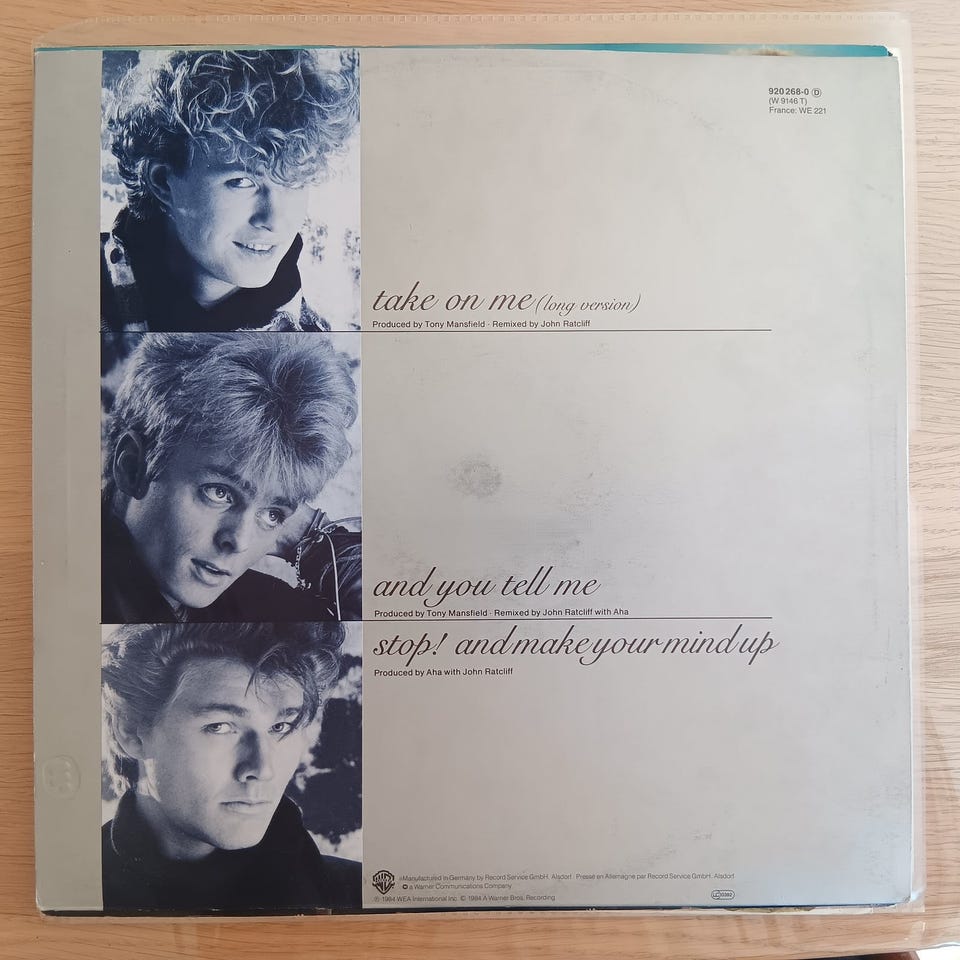 920 268-0 D
(W 9146 T)
France: WE 221
take on me (long version)
Produced by Tony Mansfield · Remixed by John Ratcliff
and you tell me
Produced by Tony Mansfield · Remixed by John Ratcliff with Aha
stop! and make your mind up
Produced by Aha with John Ratcliff
Manufactured in Germany by Record Service GmbH, Alsdorf · Pressé en Allemagne par Record Service GmbH, Alsdorf
a Warner Communications Company
℗ 1984 WEA International Inc. © 1984 A Warner Bros. Recording
LC 0392